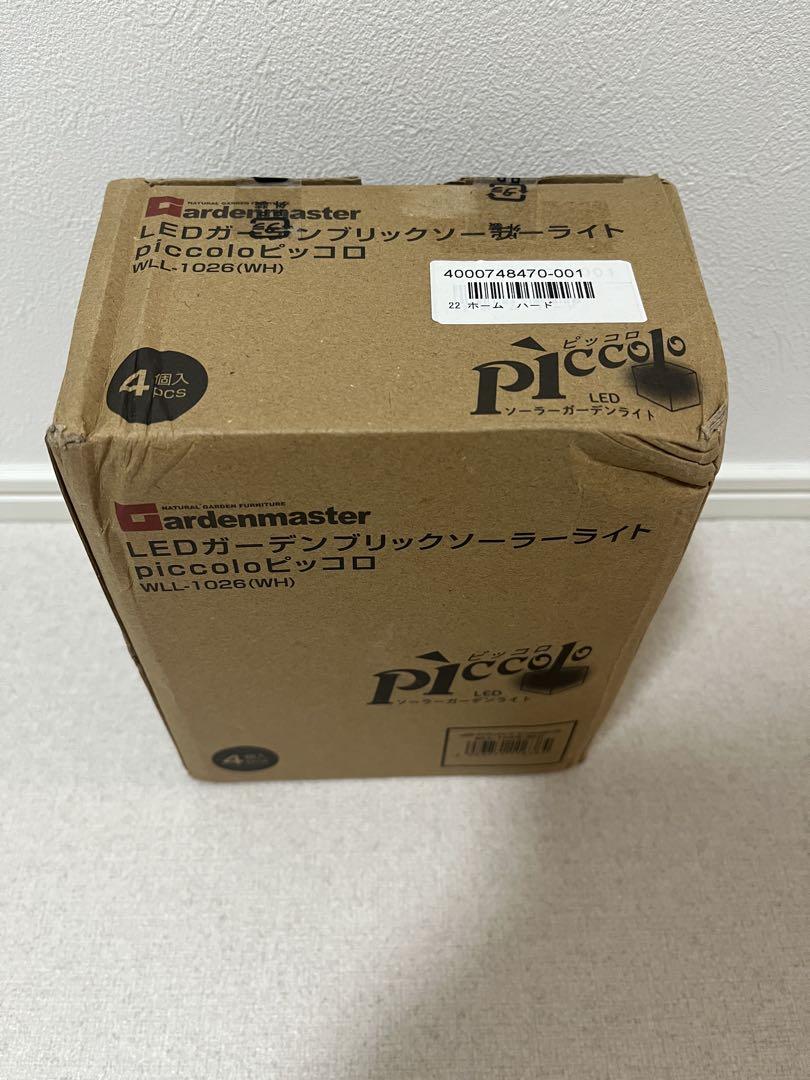 NATURAL GARDEN FURNITURE
Gardenmaster
LEDガーデンブリックソーラーライト
piccoloピッコロ
WLL-1026(WH)
4000748470-001
22 ホーム ハード
4個入
4PCS
ピッコロ
piccolo
LED
ソーラーガーデンライト
NATURAL GARDEN FURNITURE
Gardenmaster
LEDガーデンブリックソーラーライト
piccoloピッコロ
WLL-1026(WH)
ピッコロ
piccolo
LED
ソーラーガーデンライト
4個入
PCS